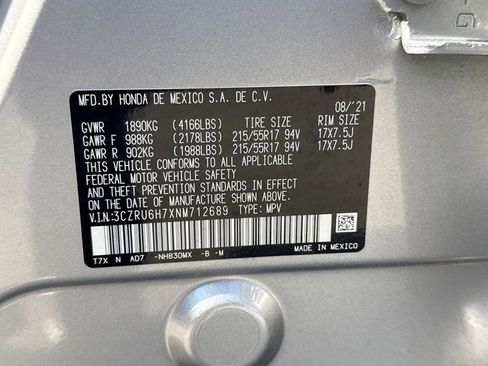 MFD.BY HONDA DE MEXICO S.A. DE C.V.
08/'21
GVWR 1890KG (4166LBS) TIRE SIZE RIM SIZE
GAWR F 988KG (2178LBS) 215/55R17 94V 17X7.5J
GAWR R 902KG (1988LBS) 215/55R17 94V 17X7.5J
THIS VEHICLE CONFORMS TO ALL APPLICABLE
FEDERAL MOTOR VEHICLE SAFETY
AND THEFT PREVENTION STANDARDS IN EFFECT
ON THE DATE OF MANUFACTURE SHOWN ABOVE.
V.I.N:3CZRU6H7XNM712689 TYPE: MPV
T7X N AD7 -NH830MX -B -M
MADE IN MEXICO